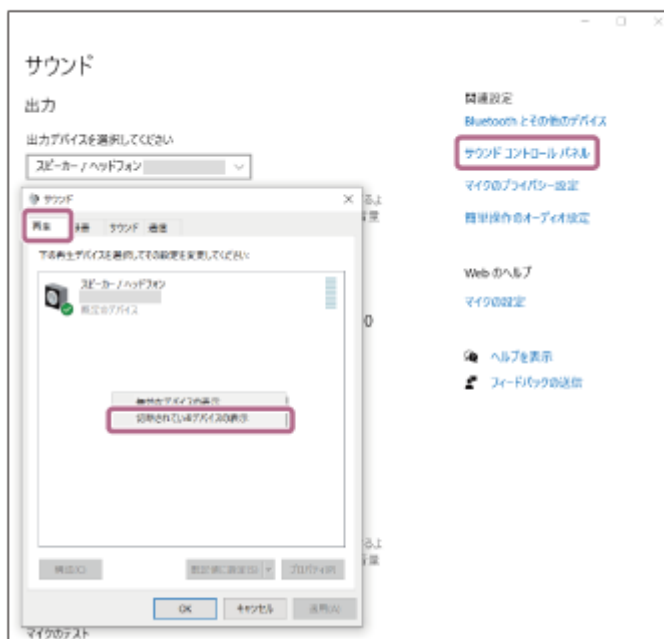 サウンド
出力
出力デバイスを選択してください
スピーカー / ヘッドフォン
サウンド
再生
録音
サウンド
通信
下の再生デバイスを選択してその設定を変更してください:
スピーカー / ヘッドフォン
既定のデバイス
無効なデバイスの表示
切断されているデバイスの表示
構成(C)
既定値に設定(S)
プロパティ(P)
OK
キャンセル
適用(A)
るよ
音量
0
るよ
音量
マイクのテスト
関連設定
Bluetooth とその他のデバイス
サウンド コントロール パネル
マイクのプライバシー設定
簡単操作のオーディオ設定
Web のヘルプ
マイクの設定
ヘルプを表示
フィードバックの送信